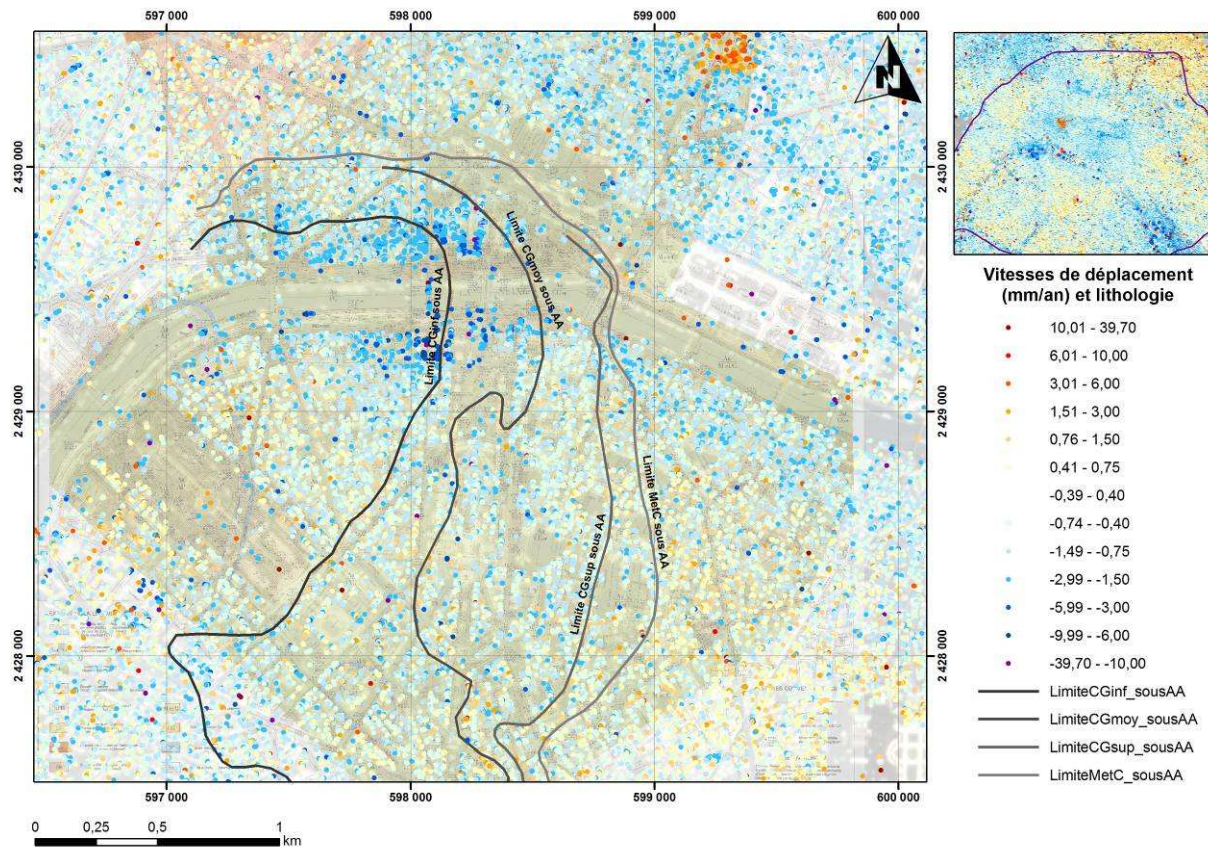 597 000 598 000 599 000 600 000
N
2 430 000 2 430 000
2 429 000 2 429 000
2 428 000 2 428 000
Limite CGinf sous AA
Limite CGmoy sous AA
Limite CGsup sous AA
Limite MetC sous AA
597 000 598 000 599 000 600 000
0 0,25 0,5 1
km
Vitesses de déplacement
(mm/an) et lithologie
10,01 - 39,70
6,01 - 10,00
3,01 - 6,00
1,51 - 3,00
0,76 - 1,50
0,41 - 0,75
-0,39 - 0,40
-0,74 - -0,40
-1,49 - -0,75
-2,99 - -1,50
-5,99 - -3,00
-9,99 - -6,00
-39,70 - -10,00
LimiteCGinf_sousAA
LimiteCGmoy_sousAA
LimiteCGsup_sousAA
LimiteMetC_sousAA